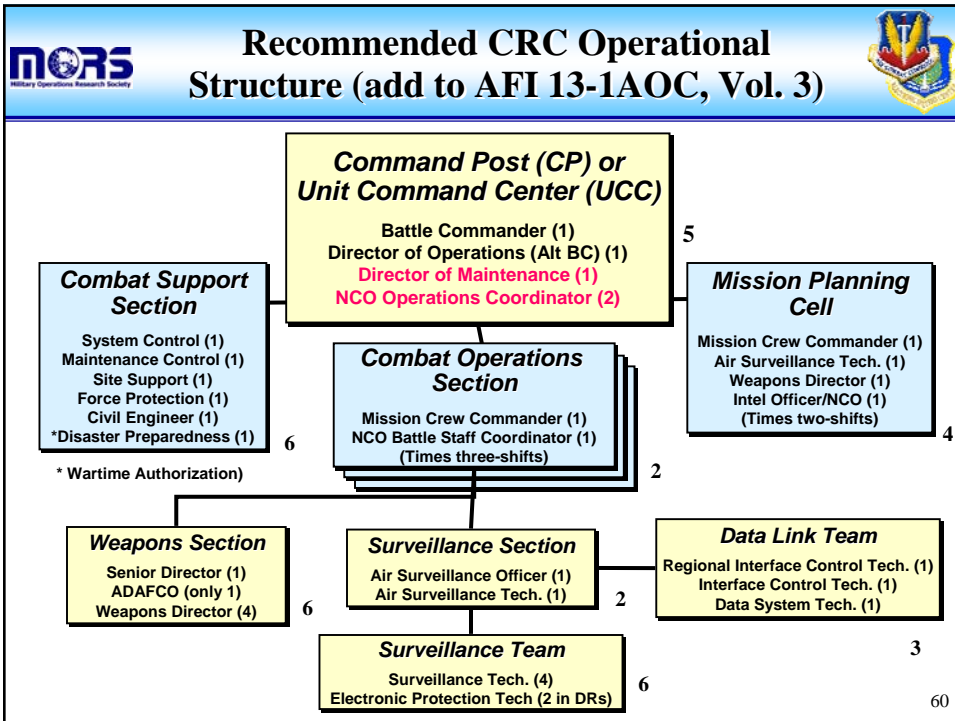 MORS
Military Operations Research Society
Recommended CRC Operational
Structure (add to AFI 13-1AOC, Vol. 3)
AIR COMBAT COMMAND
Command Post (CP) or
Unit Command Center (UCC)
Battle Commander (1)
Director of Operations (Alt BC) (1)
Director of Maintenance (1)
NCO Operations Coordinator (2)
5
Combat Support
Section
System Control (1)
Maintenance Control (1)
Site Support (1)
Force Protection (1)
Civil Engineer (1)
*Disaster Preparedness (1)
6
* Wartime Authorization)
Combat Operations
Section
Mission Crew Commander (1)
NCO Battle Staff Coordinator (1)
(Times three-shifts)
2
Mission Planning
Cell
Mission Crew Commander (1)
Air Surveillance Tech. (1)
Weapons Director (1)
Intel Officer/NCO (1)
(Times two-shifts)
4
Weapons Section
Senior Director (1)
ADAFCO (only 1)
Weapons Director (4)
6
Surveillance Section
Air Surveillance Officer (1)
Air Surveillance Tech. (1)
2
Data Link Team
Regional Interface Control Tech. (1)
Interface Control Tech. (1)
Data System Tech. (1)
3
Surveillance Team
Surveillance Tech. (4)
Electronic Protection Tech (2 in DRs)
6
60